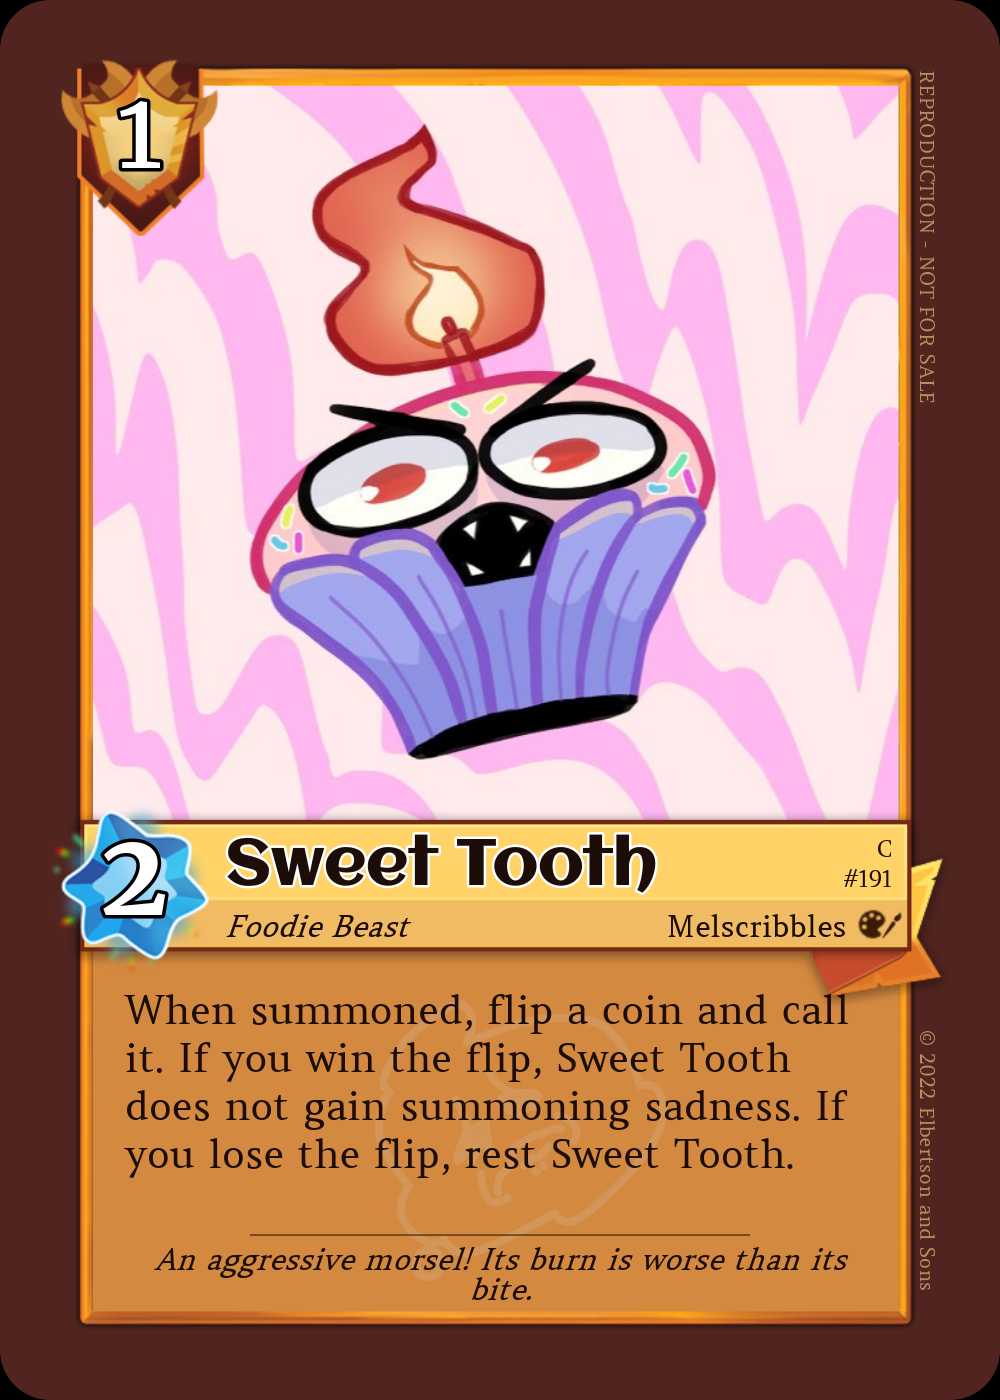 1
REPRODUCTION - NOT FOR SALE
2
Sweet Tooth
C
#191
Foodie Beast
Melscribbles
When summoned, flip a coin and call
it. If you win the flip, Sweet Tooth
does not gain summoning sadness. If
you lose the flip, rest Sweet Tooth.
An aggressive morsel! Its burn is worse than its
bite.
© 2022 Elbertson and Sons